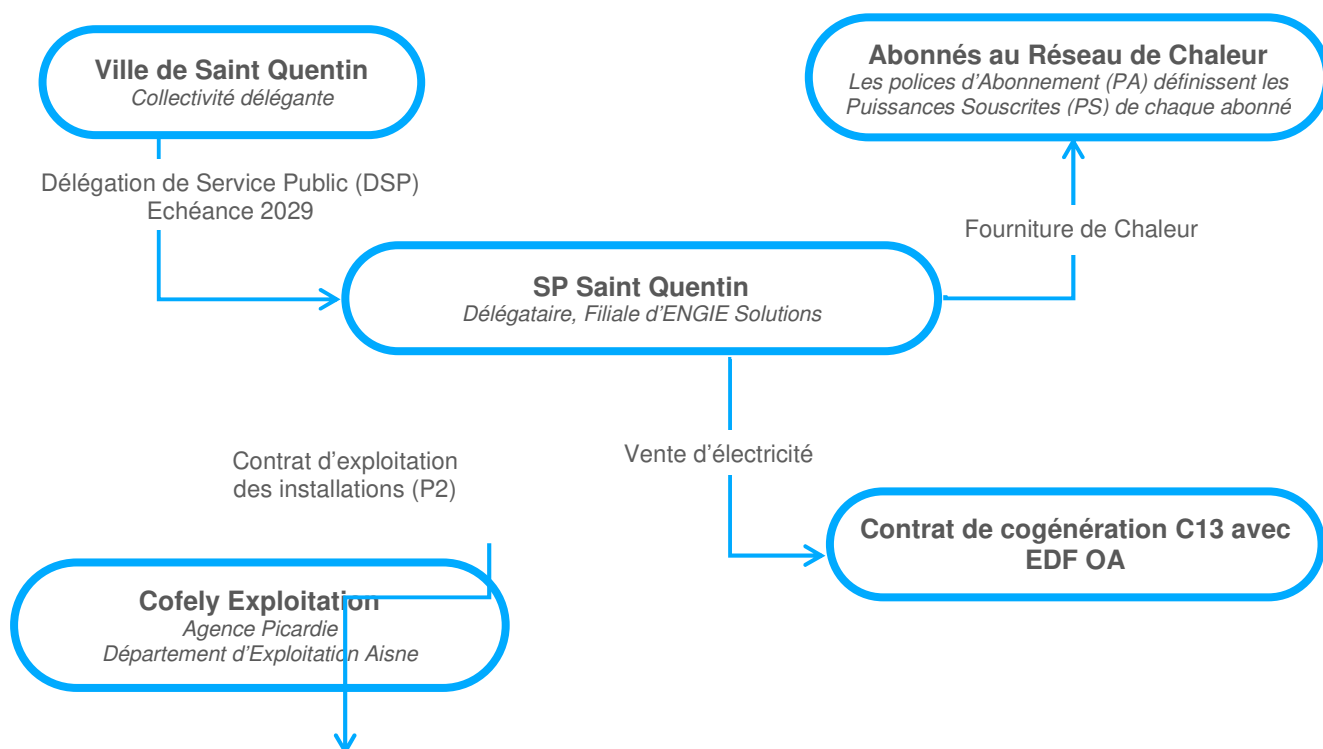 Ville de Saint Quentin
Collectivité délégante
Abonnés au Réseau de Chaleur
Les polices d'Abonnement (PA) définissent les
Puissances Souscrites (PS) de chaque abonné
Délégation de Service Public (DSP)
Echéance 2029
Fourniture de Chaleur
SP Saint Quentin
Délégataire, Filiale d'ENGIE Solutions
Contrat d'exploitation
des installations (P2)
Vente d'électricité
Contrat de cogénération C13 avec
EDF OA
Cofely Exploitation
Agence Picardie
Département d'Exploitation Aisne